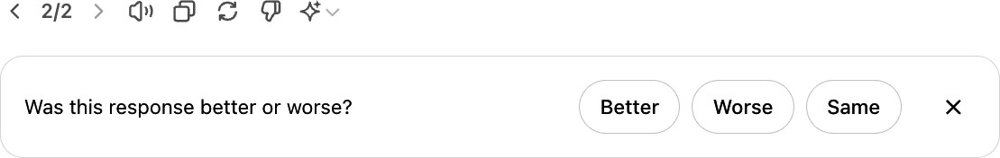 2/2
Was this response better or worse?
Better
Worse
Same